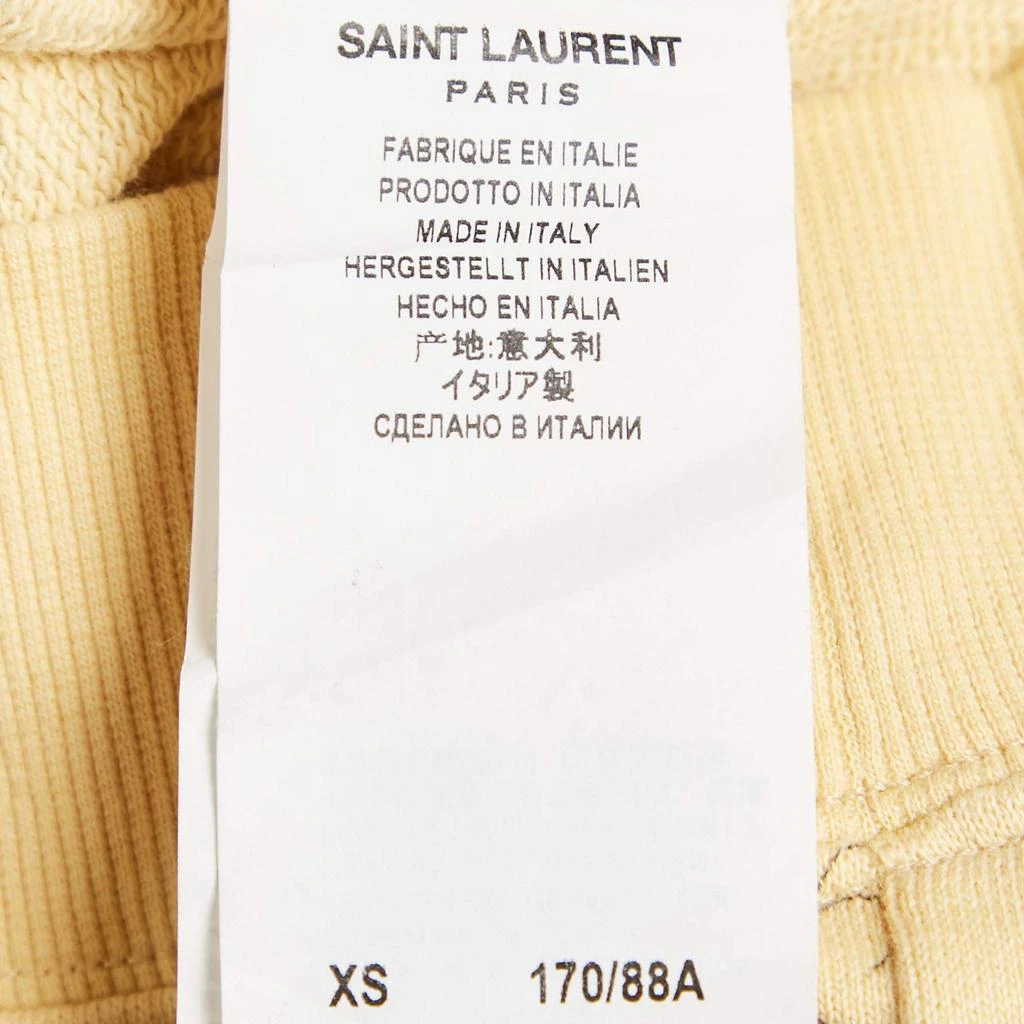 SAINT LAURENT
PARIS
FABRIQUE EN ITALIE
PRODOTTO IN ITALIA
MADE IN ITALY
HERGESTELLT IN ITALIEN
HECHO EN ITALIA
产地:意大利
イタリア製
СДЕЛАНО В ИТАЛИИ
XS 170/88A